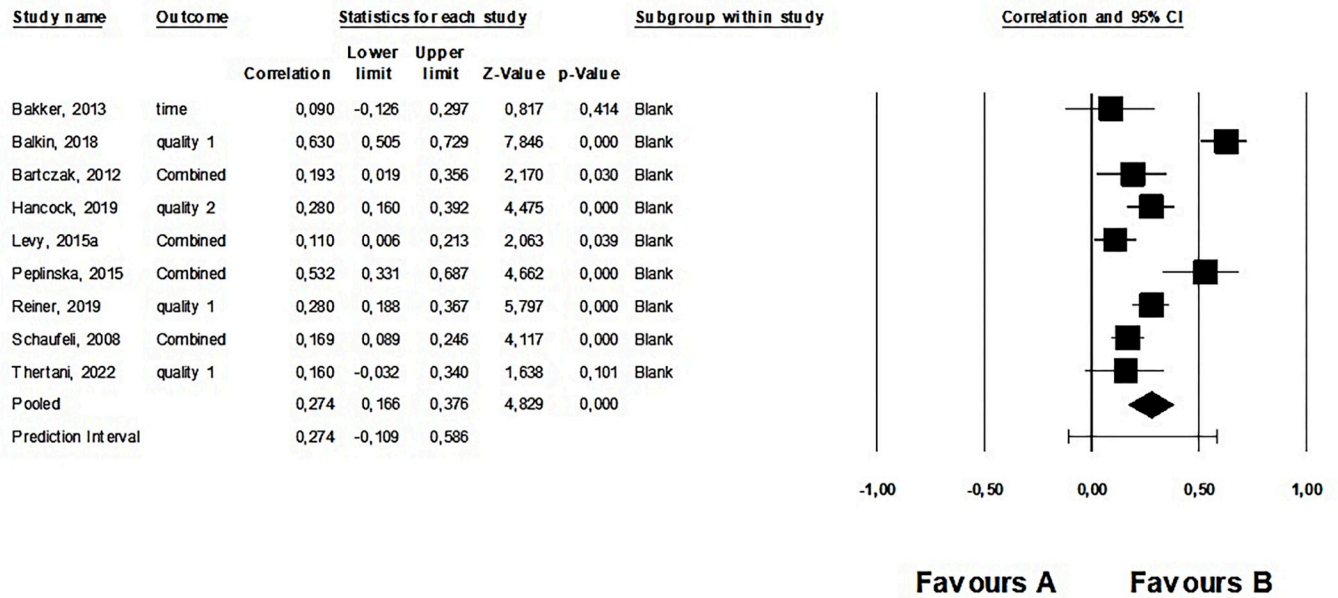 Study name Outcome Statistics for each study Subgroup within study Correlation and 95% CI
Lower Upper
Correlation limit limit Z-Value p-Value
Bakker, 2013 time 0,090 -0,126 0,297 0,817 0,414 Blank
Balkin, 2018 quality 1 0,630 0,505 0,729 7,846 0,000 Blank
Bartczak, 2012 Combined 0,193 0,019 0,356 2,170 0,030 Blank
Hancock, 2019 quality 2 0,280 0,160 0,392 4,475 0,000 Blank
Levy, 2015a Combined 0,110 0,006 0,213 2,063 0,039 Blank
Peplinska, 2015 Combined 0,532 0,331 0,687 4,662 0,000 Blank
Reiner, 2019 quality 1 0,280 0,188 0,367 5,797 0,000 Blank
Schaufeli, 2008 Combined 0,169 0,089 0,246 4,117 0,000 Blank
Thertani, 2022 quality 1 0,160 -0,032 0,340 1,638 0,101 Blank
Pooled 0,274 0,166 0,376 4,829 0,000
Prediction Interval 0,274 -0,109 0,586
-1,00 -0,50 0,00 0,50 1,00
Favours A Favours B